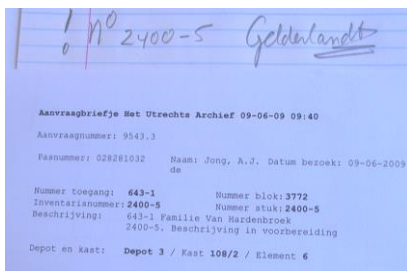 ! nº 2400-5 Gelderlandt
Aanvraagbriefje Het Utrechts Archief 09-06-09 09:40
Aanvraagnummer: 9543.3
Pasnummer: 028281032 Naam: Jong, A.J. Datum bezoek: 09-06-2009
de
Nummer toegang: 643-1 Nummer blok: 3772
Inventarisnummer: 2400-5 Nummer stuk: 2400-5
Beschrijving: 643-1 Familie Van Hardenbroek
2400-5. Beschrijving in voorbereiding
Depot en kast: Depot 3 / Kast 108/2 / Element 6